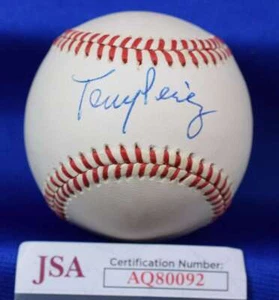 Tony Perez
JSA
Certification Number:
AQ80092